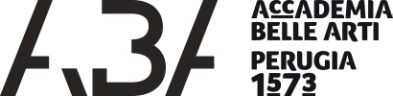 ABA
ACCADEMIA
BELLE ARTI
PERUGIA
1573